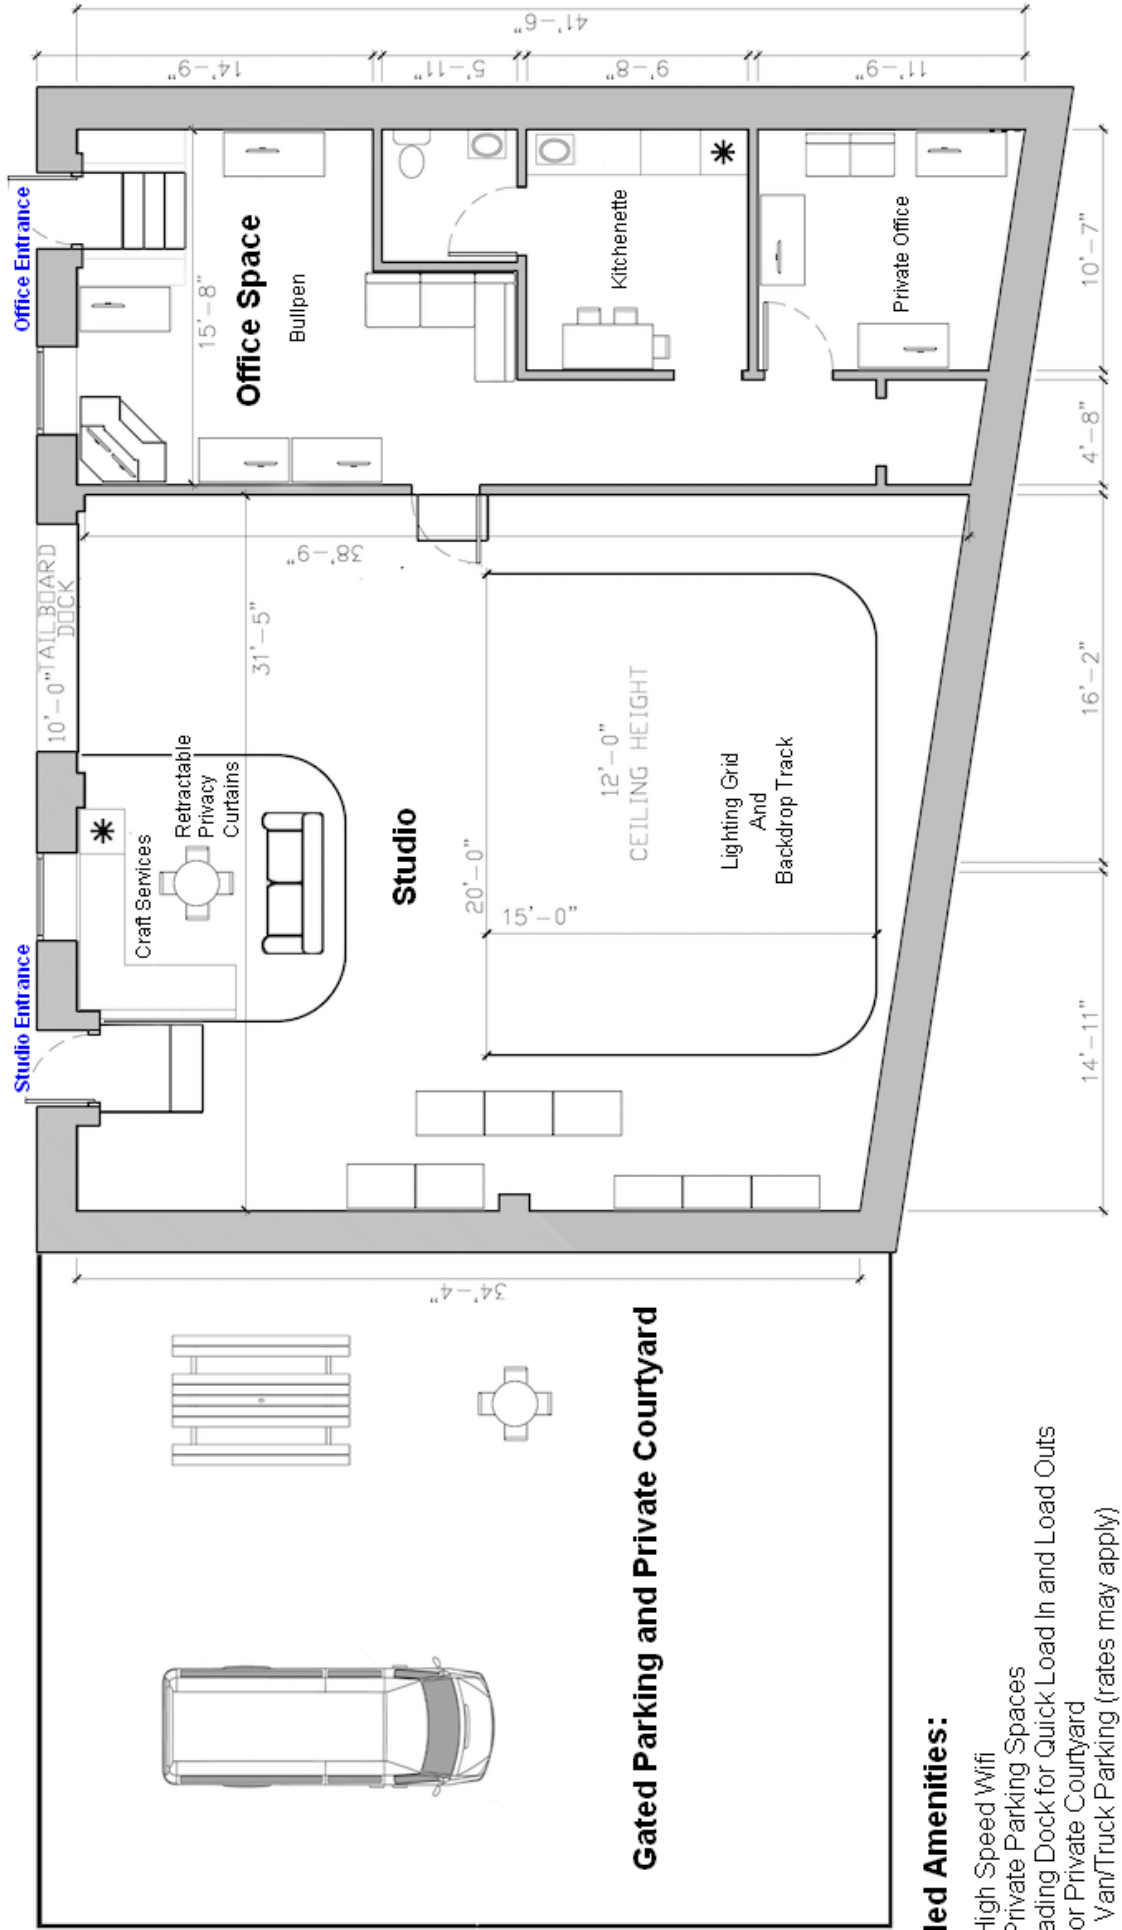 Studio Entrance
Office Entrance
10'-0" TAILBOARD
DOCK
Craft Services
Retractable
Privacy
Curtains
31'-5"
38'-9"
Studio
20'-0"
15'-0"
12'-0"
CEILING HEIGHT
Lighting Grid
And
Backdrop Track
15'-8"
Office Space
Bullpen
Kitchenette
Private Office
14'-9"
5'-11"
9'-8"
11'-9"
41'-6"
34'-4"
Gated Parking and Private Courtyard
14'-11"
16'-2"
4'-8"
10'-7"
Amenities:
High Speed Wifi
Private Parking Spaces
Dock for Quick Load In and Load Outs
Private Courtyard
Van/Truck Parking (rates may apply)